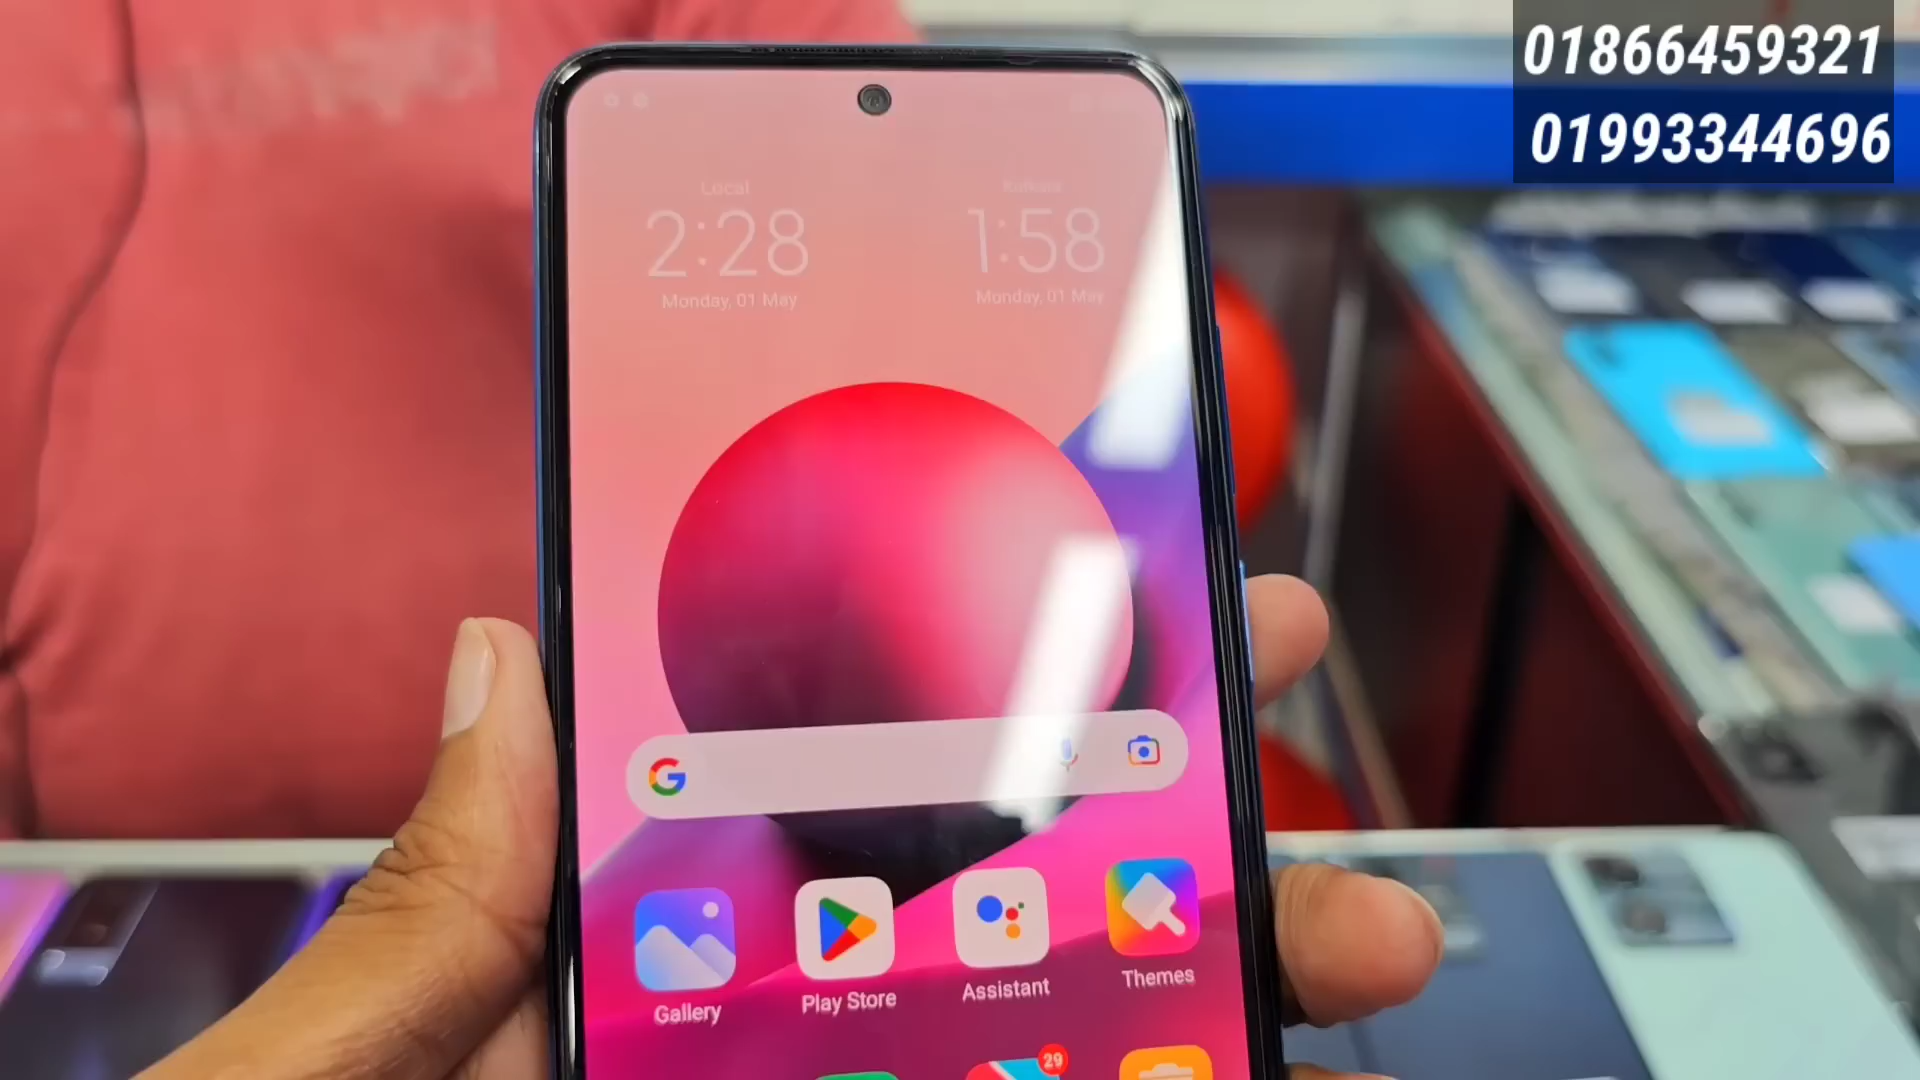 01866459321
01993344696
Local
Kolkata
2:28
1:58
Monday, 01 May
Monday, 01 May
G
Gallery
Play Store
Assistant
Themes
29